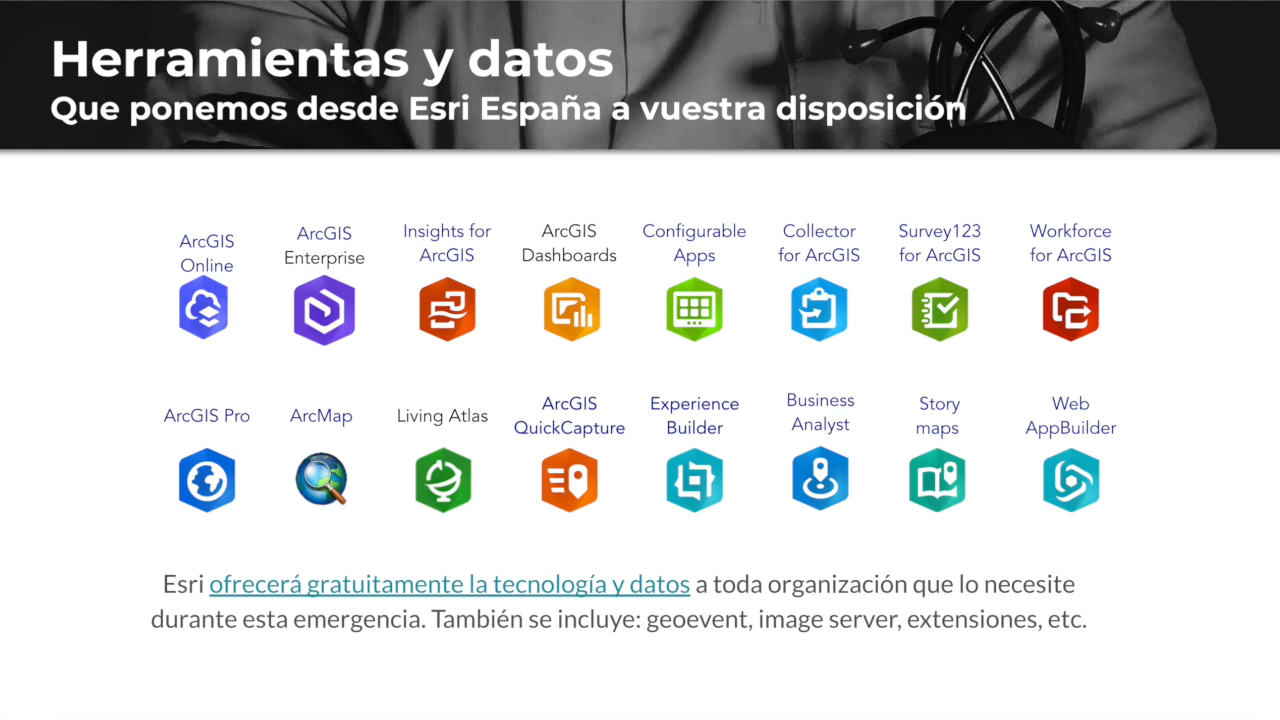 Herramientas y datos
Que ponemos desde Esri España a vuestra disposición
ArcGIS
Online
ArcGIS
Enterprise
Insights for
ArcGIS
ArcGIS
Dashboards
Configurable
Apps
Collector
for ArcGIS
Survey123
for ArcGIS
Workforce
for ArcGIS
ArcGIS Pro
ArcMap
Living Atlas
ArcGIS
QuickCapture
Experience
Builder
Business
Analyst
Story
maps
Web
AppBuilder
Esri ofrecerá gratuitamente la tecnología y datos a toda organización que lo necesite
durante esta emergencia. También se incluye: geoevent, image server, extensiones, etc.